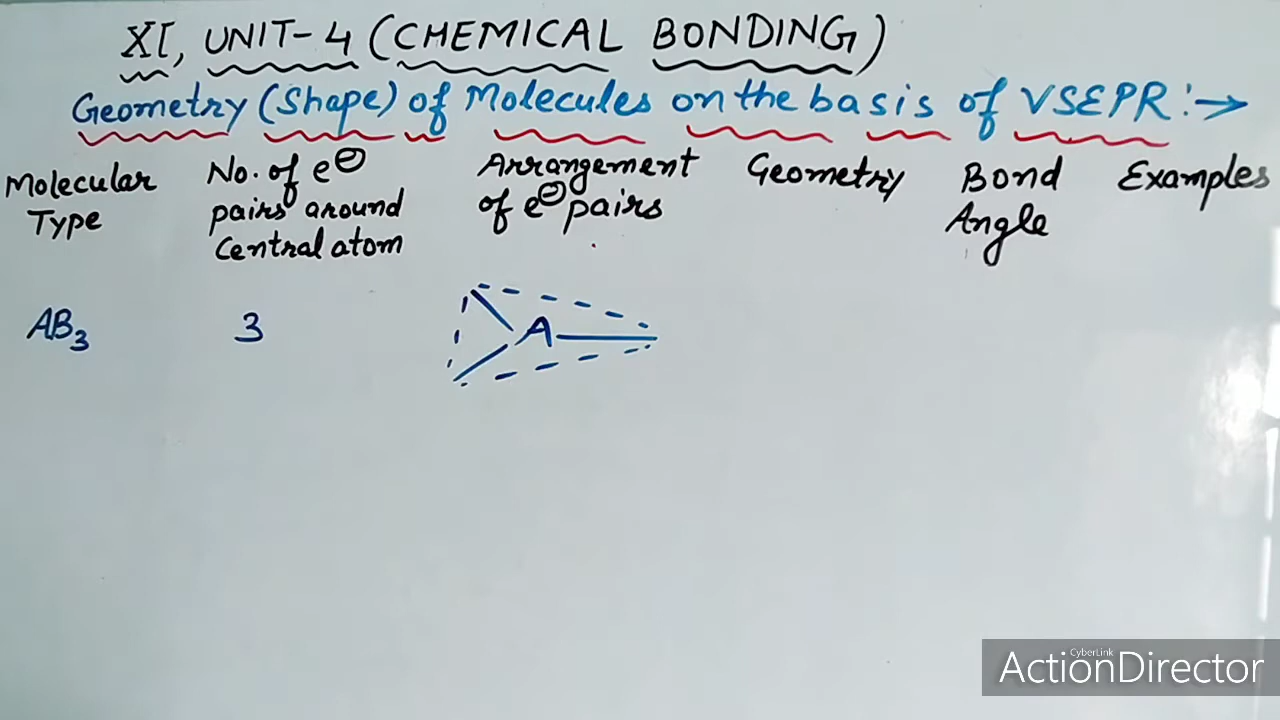 XI, UNIT-4 (CHEMICAL BONDING)
Geometry (Shape) of Molecules on the basis of VSEPR :→
Molecular Type
No. of e⊖ pairs around Central atom
Arrangement of e⊖ pairs
Geometry
Bond Angle
Examples
AB₃
3
A
CyberLink
ActionDirector